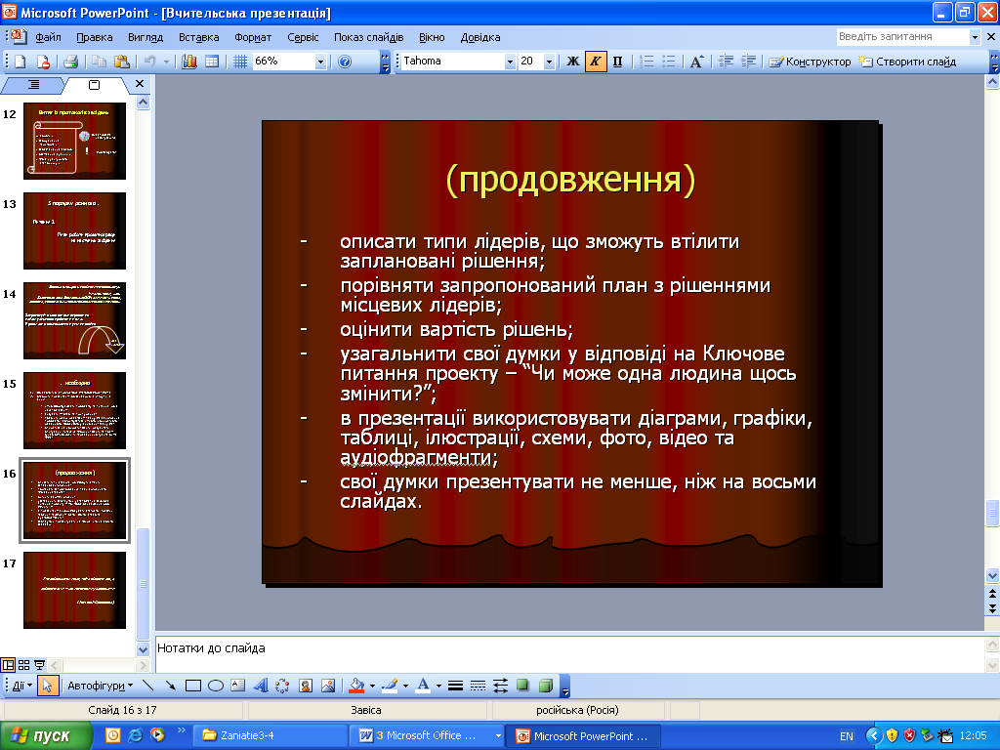 Microsoft PowerPoint - [Вчительська презентація]
Файл Правка Вигляд Вставка Формат Сервіс Показ слайдів Вікно Довідка Введіть запитання
66% Tahoma 20 Ж К П Конструктор Створити слайд
12
13
14
15
16
(продовження)
17
(продовження)
- описати типи лідерів, що зможуть втілити
заплановані рішення;
- порівняти запропонований план з рішеннями
місцевих лідерів;
- оцінити вартість рішень;
- узагальнити свої думки у відповіді на Ключове
питання проекту – “Чи може одна людина щось
змінити?”;
- в презентації використовувати діаграми, графіки,
таблиці, ілюстрації, схеми, фото, відео та
аудіофрагменти;
- свої думки презентувати не менше, ніж на восьми
слайдах.
Нотатки до слайда
Дії Автофігури
Слайд 16 з 17 Завіса російська (Росія)
пуск Zaniatie3-4 3 Microsoft Office ... Microsoft PowerPoint ... EN 12:05